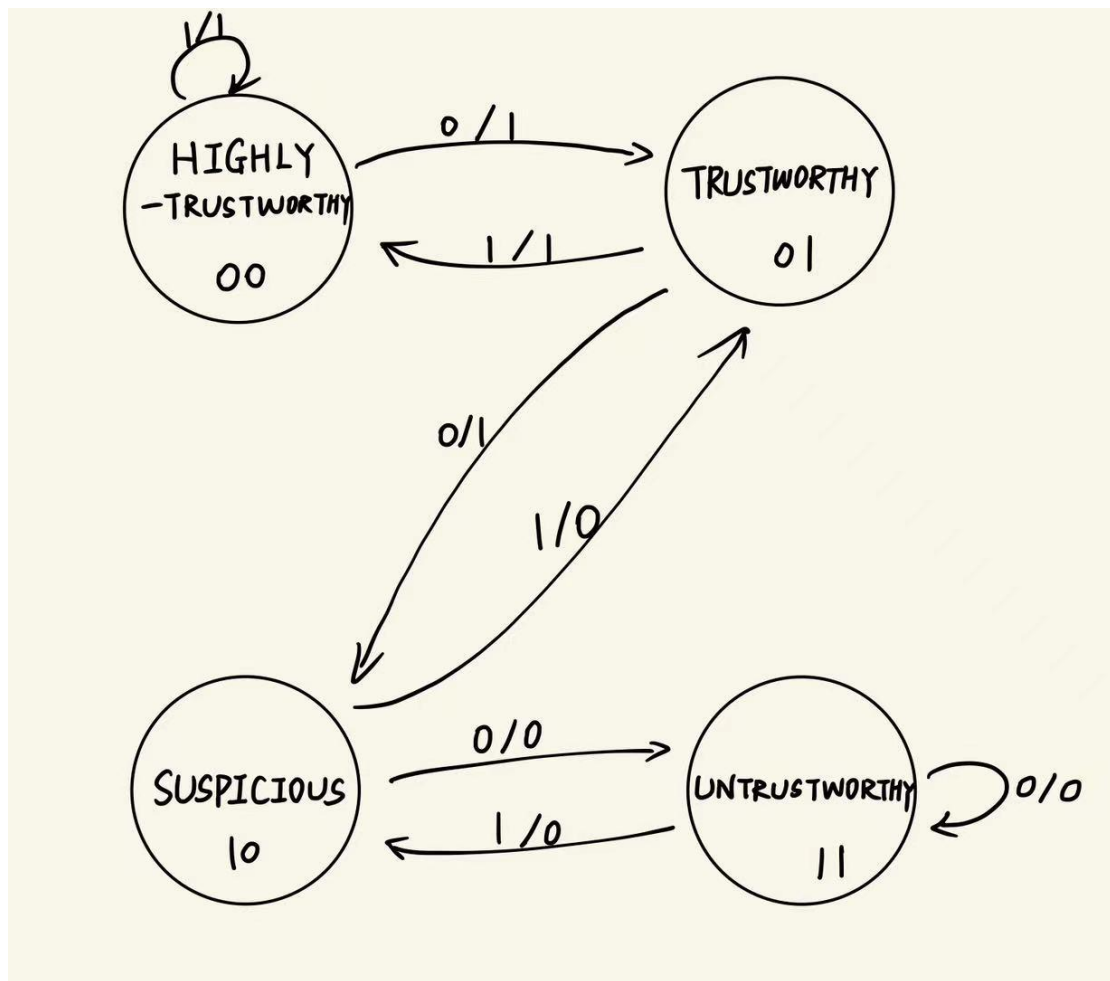 1/1
0/1
HIGHLY
-TRUSTWORTHY
00
TRUSTWORTHY
01
1/1
0/1
1/0
0/0
SUSPICIOUS
10
UNTRUSTWORTHY
11
0/0
1/0